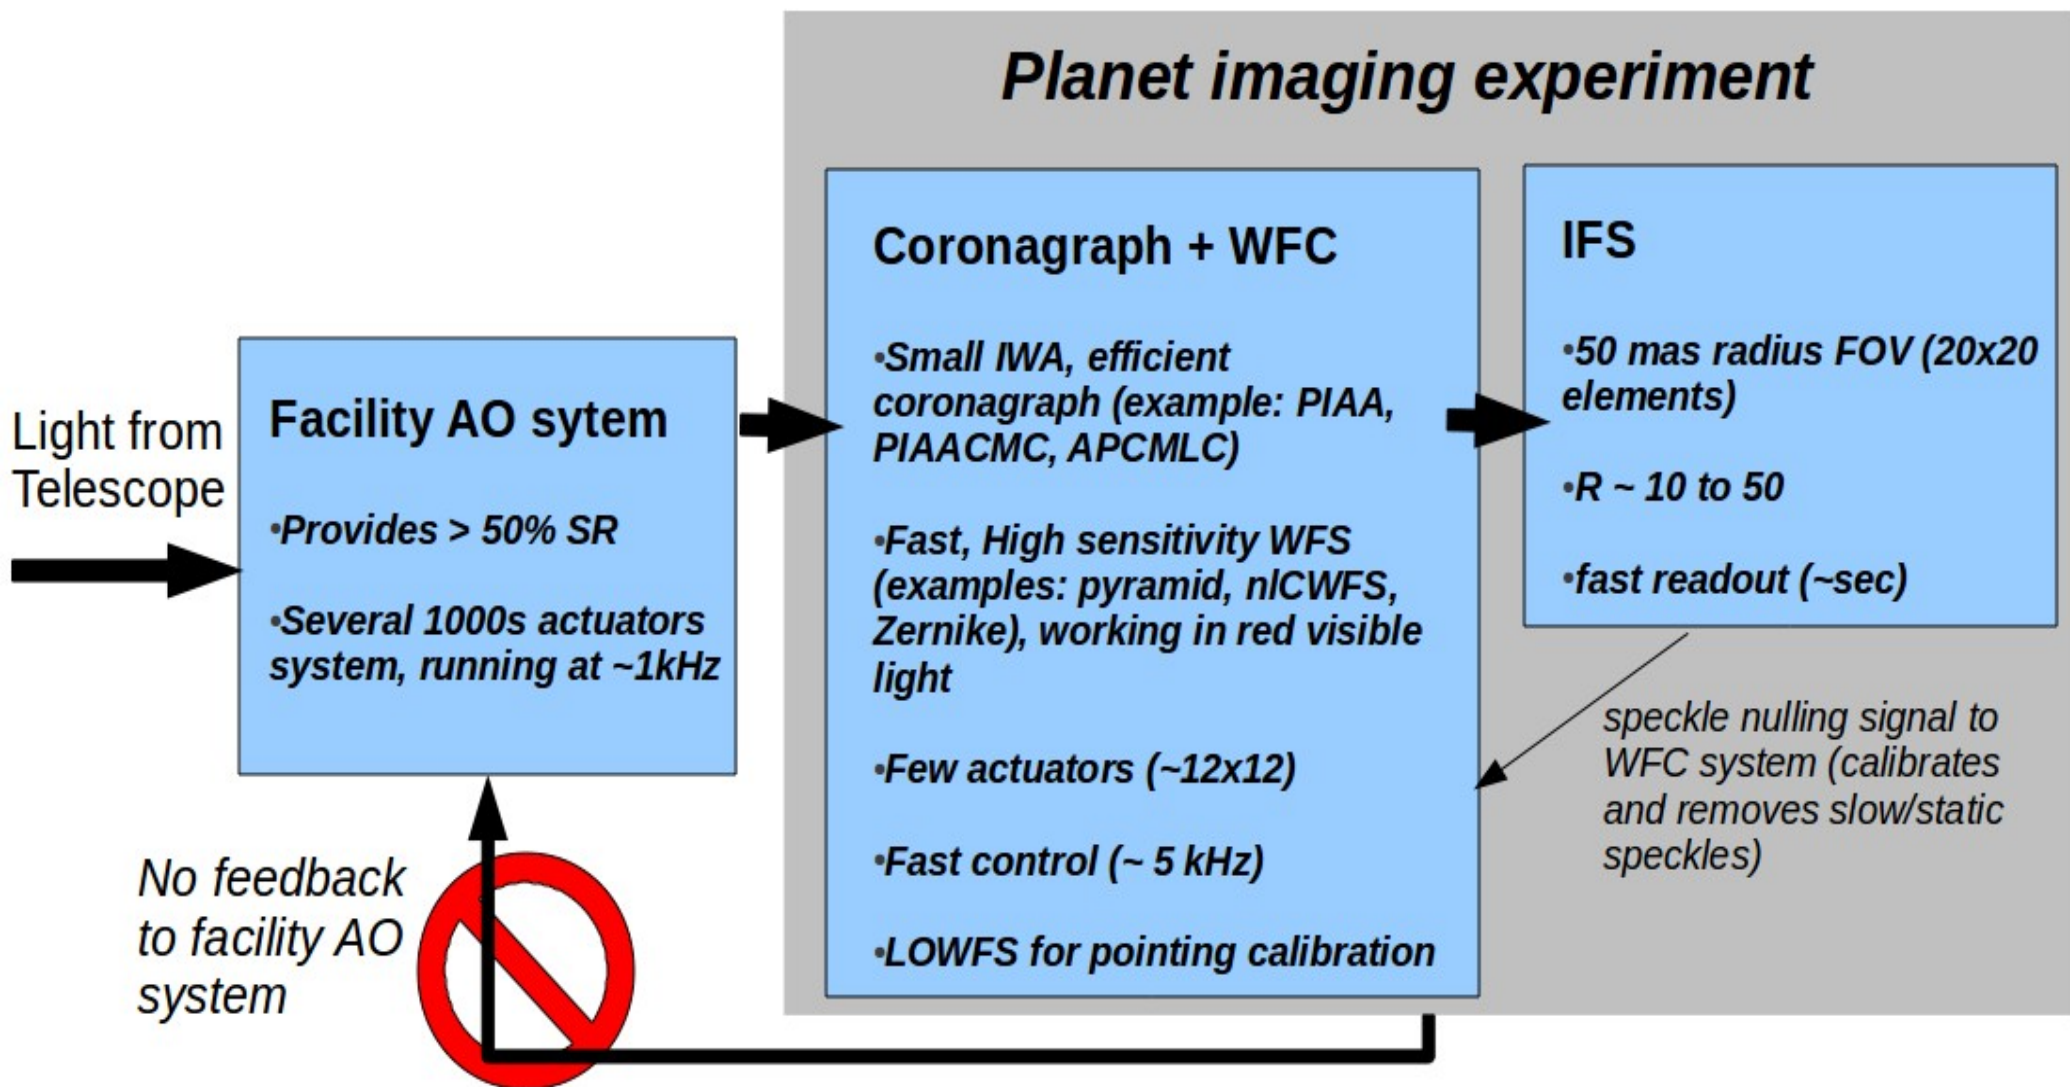 Planet imaging experiment
Light from
Telescope
Facility AO sytem
•Provides > 50% SR
•Several 1000s actuators
system, running at ~1kHz
Coronagraph + WFC
•Small IWA, efficient
coronagraph (example: PIAA,
PIAACMC, APCMLC)
•Fast, High sensitivity WFS
(examples: pyramid, nlCWFS,
Zernike), working in red visible
light
•Few actuators (~12x12)
•Fast control (~ 5 kHz)
•LOWFS for pointing calibration
IFS
•50 mas radius FOV (20x20
elements)
•R ~ 10 to 50
•fast readout (~sec)
speckle nulling signal to
WFC system (calibrates
and removes slow/static
speckles)
No feedback
to facility AO
system